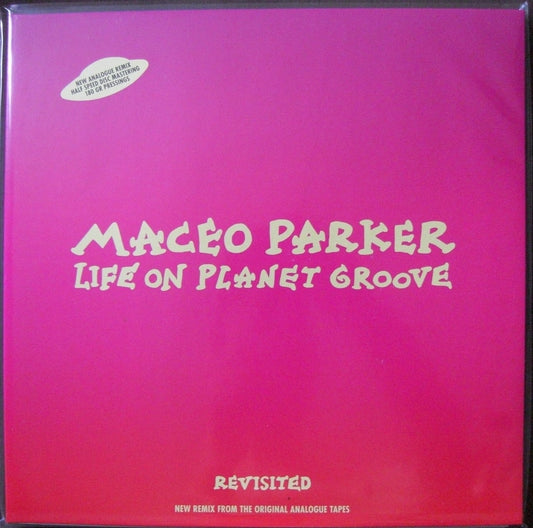 NEW ANALOGUE REMIX
HALF SPEED DISC MASTERING
180 GR PRESSINGS
MACEO PARKER
LIFE ON PLANET GROOVE
REVISITED
NEW REMIX FROM THE ORIGINAL ANALOGUE TAPES